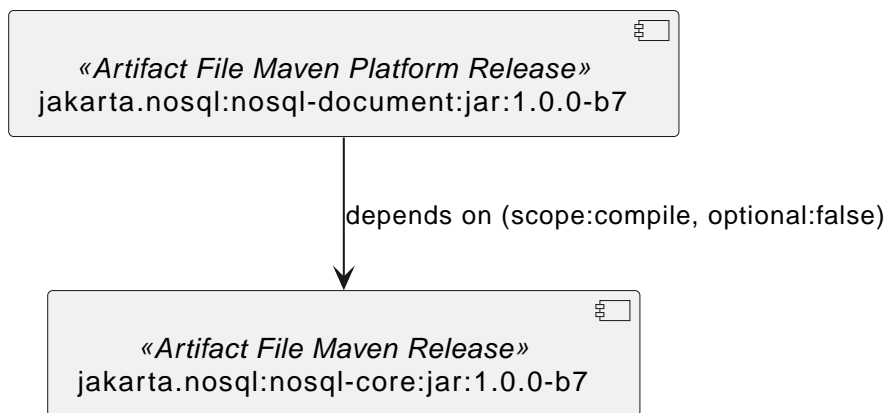 «Artifact File Maven Platform Release»
jakarta.nosql:nosql-document:jar:1.0.0-b7
depends on (scope:compile, optional:false)
«Artifact File Maven Release»
jakarta.nosql:nosql-core:jar:1.0.0-b7